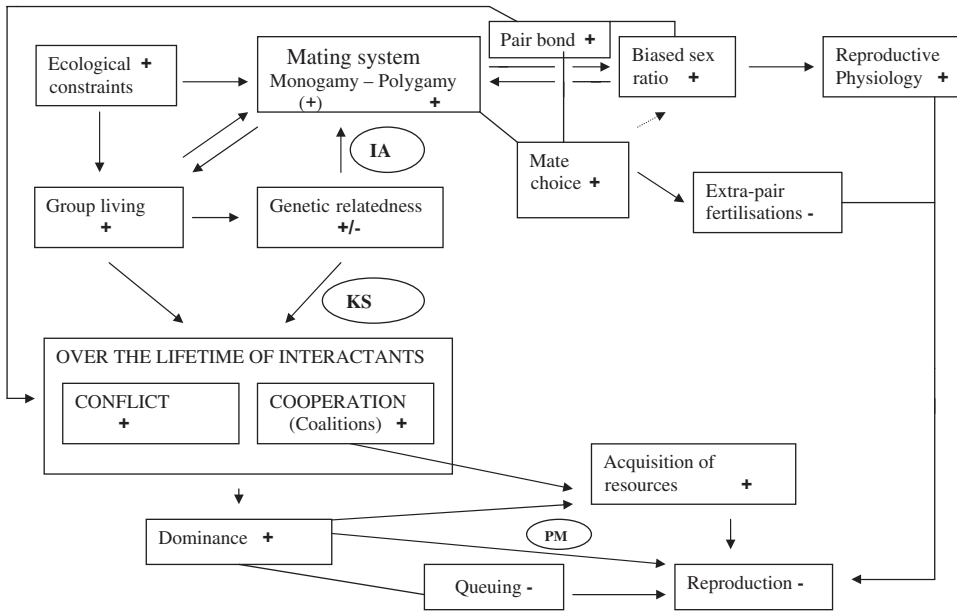 Pair bond +
Ecological +
constraints
Mating system
Monogamy – Polygamy
(+) +
Biased sex
ratio +
Reproductive
Physiology +
IA
Mate
choice +
Group living
+
Genetic relatedness
+/-
Extra-pair
fertilisations -
KS
OVER THE LIFETIME OF INTERACTANTS
CONFLICT
+
COOPERATION
(Coalitions) +
Acquisition of
resources +
Dominance +
PM
Queuing -
Reproduction -